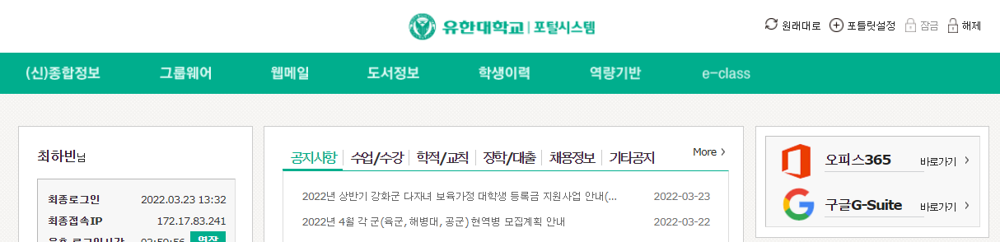 유한대학교 | 포털시스템
원래대로 포틀릿설정 잠금 해제
(신)종합정보 그룹웨어 웹메일 도서정보 학생이력 역량기반 e-class
최하빈님
최종로그인 2022.03.23 13:32
최종접속IP 172.17.83.241
유효 로그인시간 02:59:56 연장
공지사항 수업/수강 학적/교직 장학/대출 채용정보 기타공지 More
2022년 상반기 강화군 다자녀 보육가정 대학생 등록금 지원사업 안내(... 2022-03-23
2022년 4월 각 군(육군, 해병대, 공군) 현역병 모집계획 안내 2022-03-22
오피스365 바로가기
구글G-Suite 바로가기